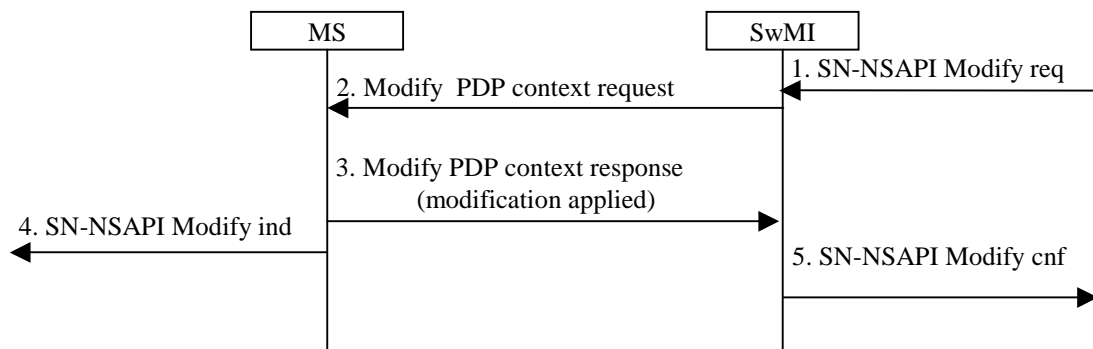 MS
SwMI
1. SN-NSAPI Modify req
2. Modify  PDP context request
3. Modify PDP context response
(modification applied)
4. SN-NSAPI Modify ind
5. SN-NSAPI Modify cnf